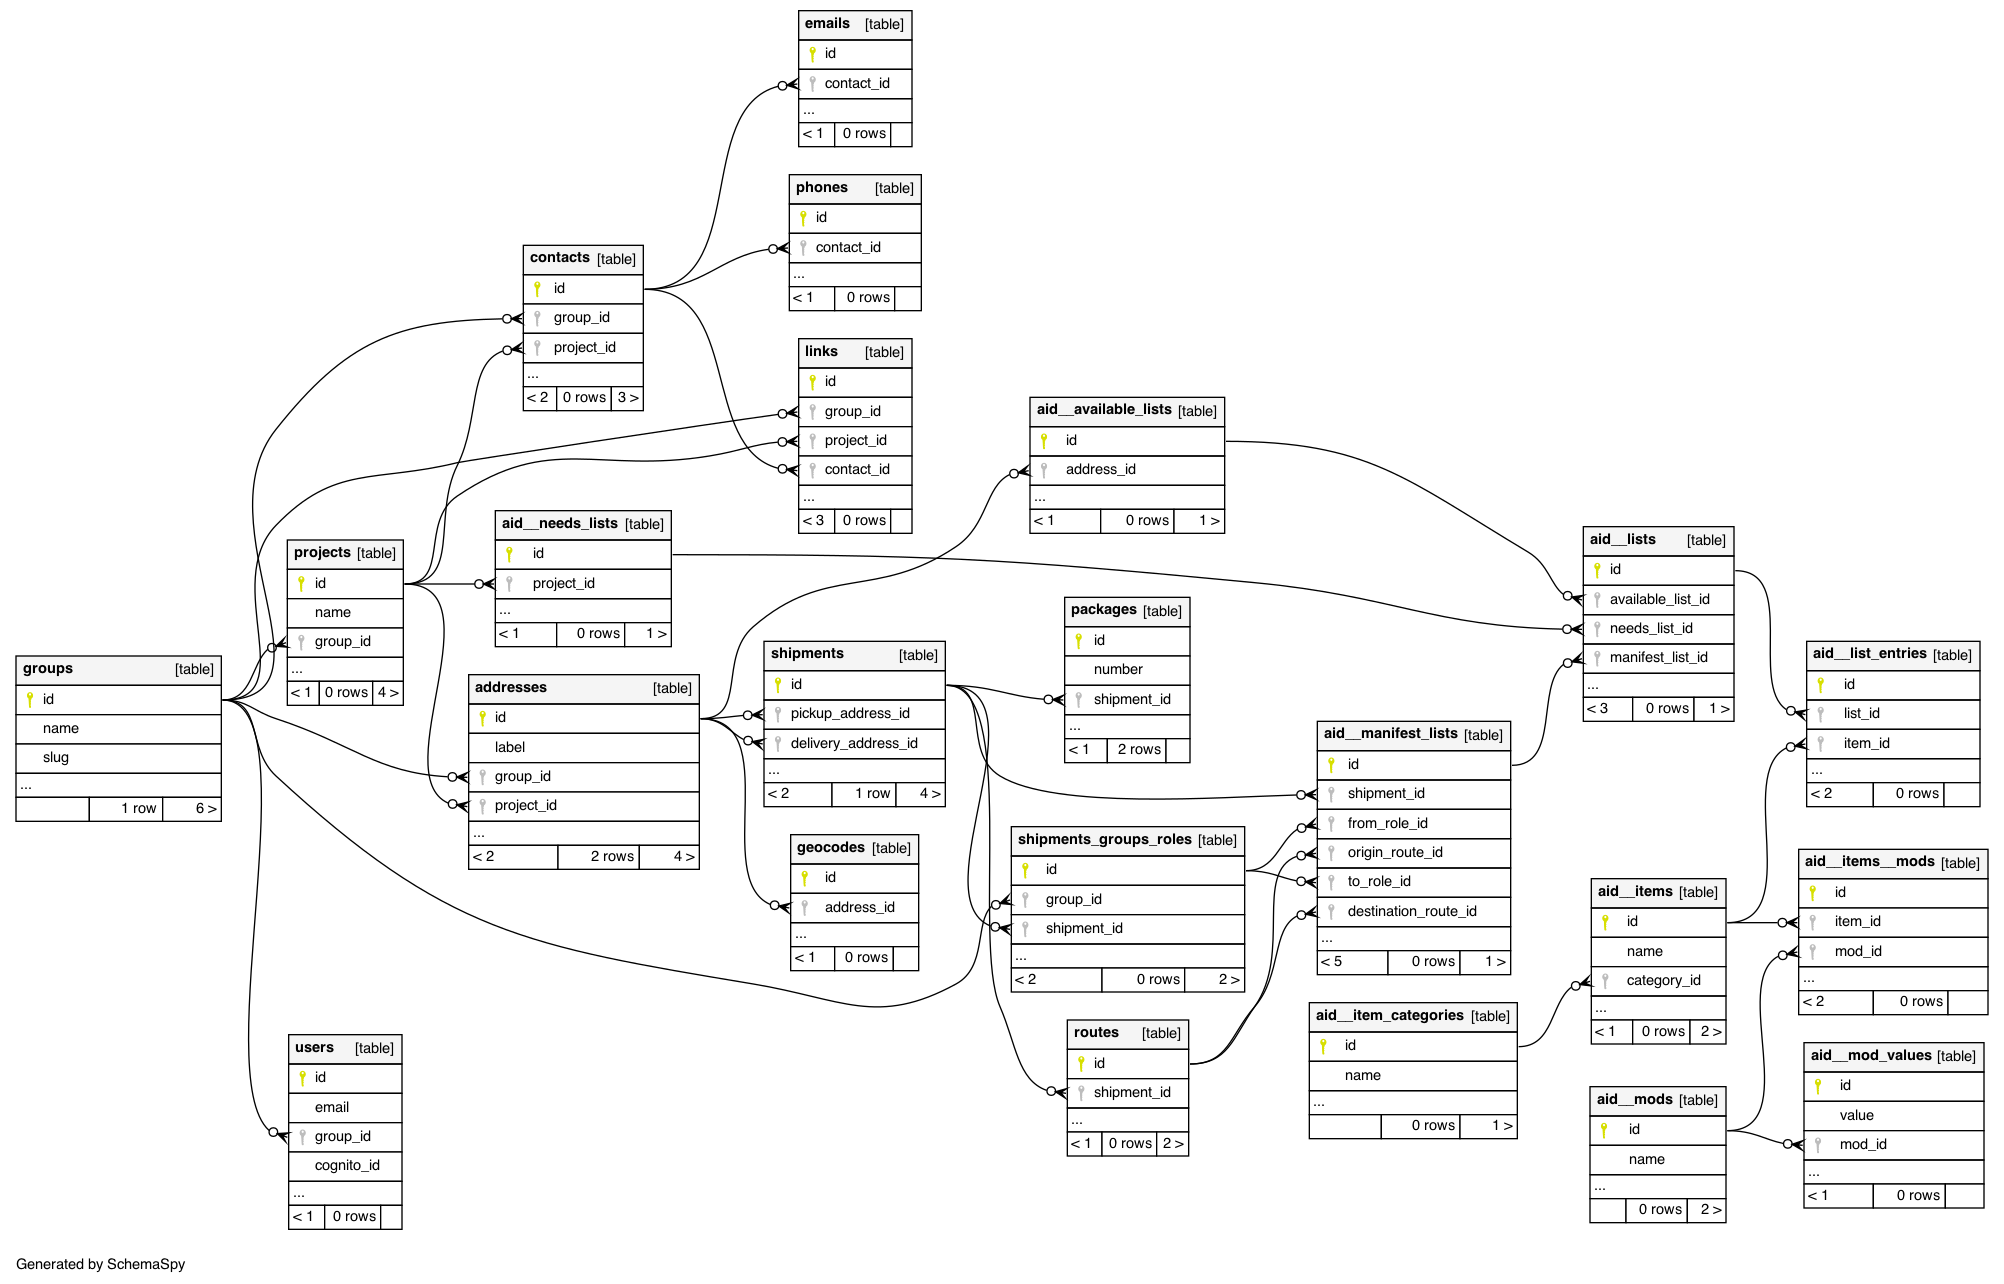 emails [table]
id
contact_id
...
< 1 0 rows
phones [table]
id
contact_id
...
< 1 0 rows
contacts [table]
id
group_id
project_id
...
< 2 0 rows 3 >
links [table]
id
group_id
project_id
contact_id
...
< 3 0 rows
aid__available_lists [table]
id
address_id
...
< 1 0 rows 1 >
aid__needs_lists [table]
id
project_id
...
< 1 0 rows 1 >
projects [table]
id
name
group_id
...
< 1 0 rows 4 >
groups [table]
id
name
slug
...
1 row 6 >
addresses [table]
id
label
group_id
project_id
...
< 2 2 rows 4 >
shipments [table]
id
pickup_address_id
delivery_address_id
...
< 2 1 row 4 >
geocodes [table]
id
address_id
...
< 1 0 rows
packages [table]
id
number
shipment_id
...
< 1 2 rows
shipments_groups_roles [table]
id
group_id
shipment_id
...
< 2 0 rows 2 >
routes [table]
id
shipment_id
...
< 1 0 rows 2 >
users [table]
id
email
group_id
cognito_id
...
< 1 0 rows
aid__manifest_lists [table]
id
shipment_id
from_role_id
origin_route_id
to_role_id
destination_route_id
...
< 5 0 rows 1 >
aid__item_categories [table]
id
name
...
0 rows 1 >
aid__lists [table]
id
available_list_id
needs_list_id
manifest_list_id
...
< 3 0 rows 1 >
aid__list_entries [table]
id
list_id
item_id
...
< 2 0 rows
aid__items [table]
id
name
category_id
...
< 1 0 rows 2 >
aid__items__mods [table]
id
item_id
mod_id
...
< 2 0 rows
aid__mods [table]
id
name
...
0 rows 2 >
aid__mod_values [table]
id
value
mod_id
...
< 1 0 rows
Generated by SchemaSpy